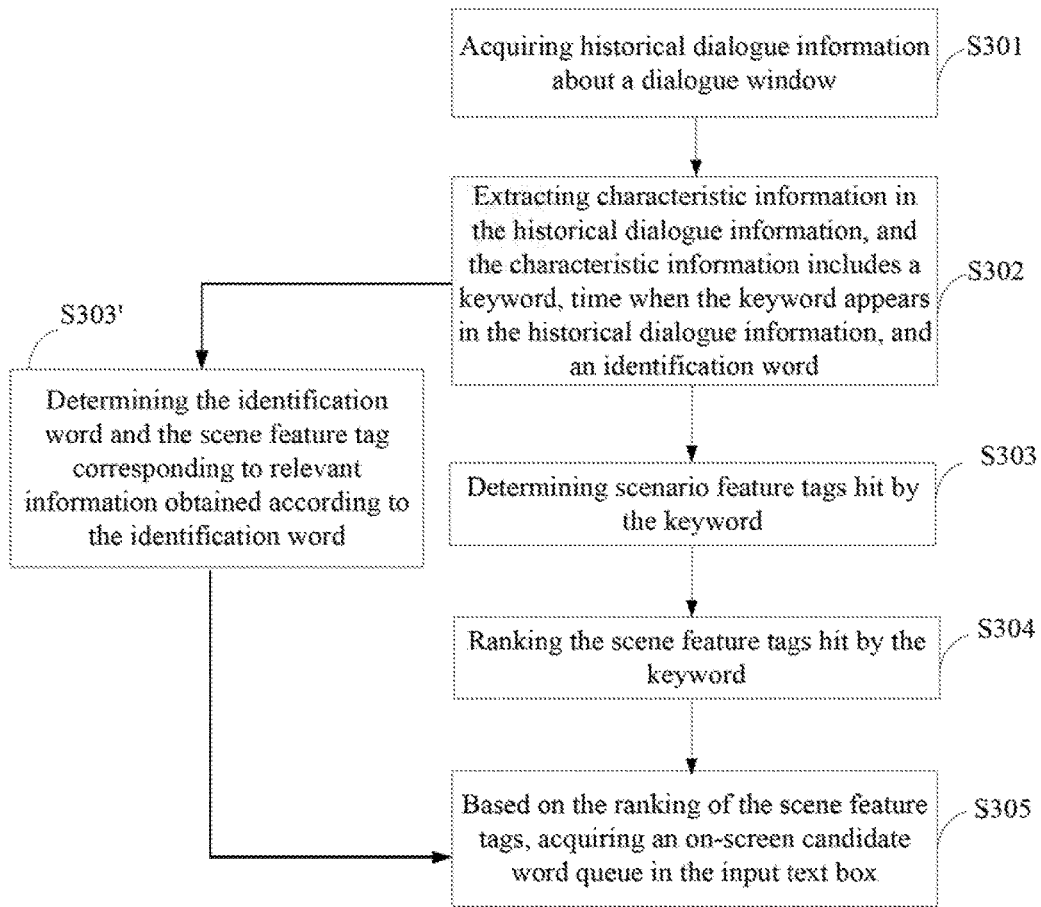 Acquiring historical dialogue information
about a dialogue window
S301
Extracting characteristic information in
the historical dialogue information, and
the characteristic information includes a
keyword, time when the keyword appears
in the historical dialogue information, and
an identification word
S302
S303'
Determining the identification
word and the scene feature tag
corresponding to relevant
information obtained according to
the identification word
Determining scenario feature tags hit by
the keyword
S303
Ranking the scene feature tags hit by the
keyword
S304
Based on the ranking of the scene feature
tags, acquiring an on-screen candidate
word queue in the input text box
S305